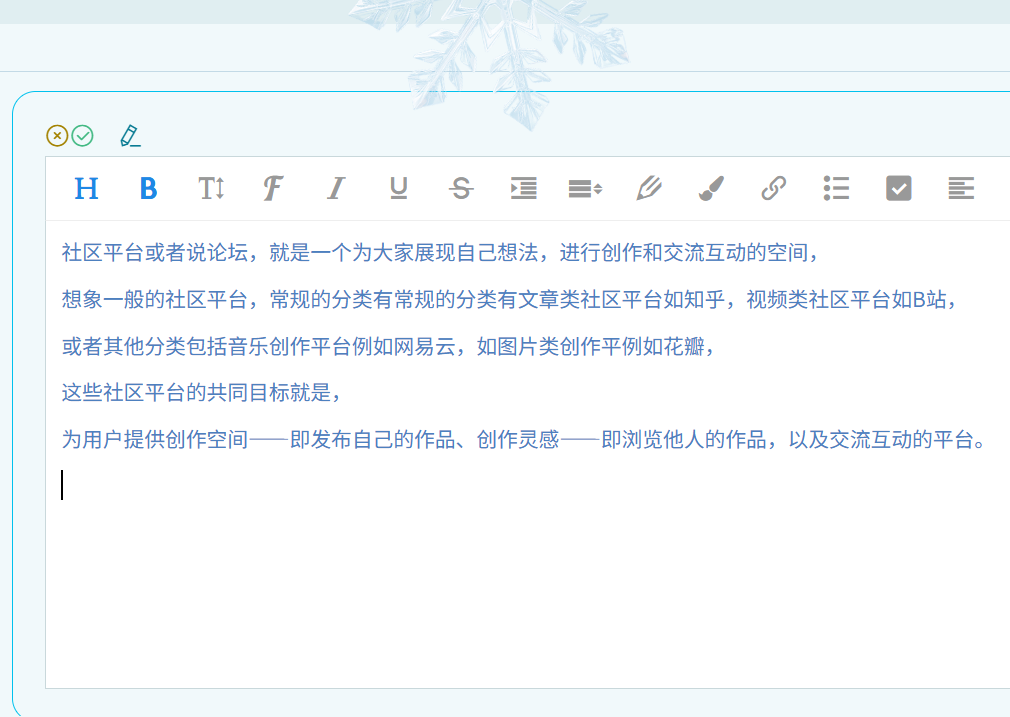 H B T F I U S
社区平台或者说论坛，就是一个为大家展现自己想法，进行创作和交流互动的空间，
想象一般的社区平台，常规的分类有常规的分类有文章类社区平台如知乎，视频类社区平台如B站，
或者其他分类包括音乐创作平台例如网易云，如图片类创作平例如花瓣，
这些社区平台的共同目标就是，
为用户提供创作空间——即发布自己的作品、创作灵感——即浏览他人的作品，以及交流互动的平台。